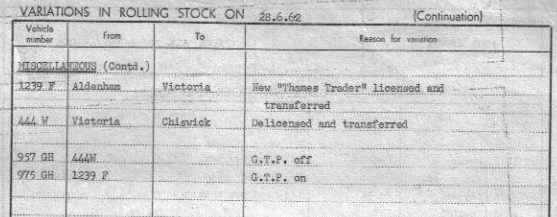 VARIATIONS IN ROLLING STOCK ON 28.6.62 (Continuation)
Vehicle number From To Reason for variation
MISCELLANEOUS (Contd.)
1239 F Aldenham Victoria New "Thames Trader" licensed and
transferred
444 W Victoria Chiswick Delicensed and transferred
957 GH 444W G.T.P. off
975 GH 1239 F G.T.P. on